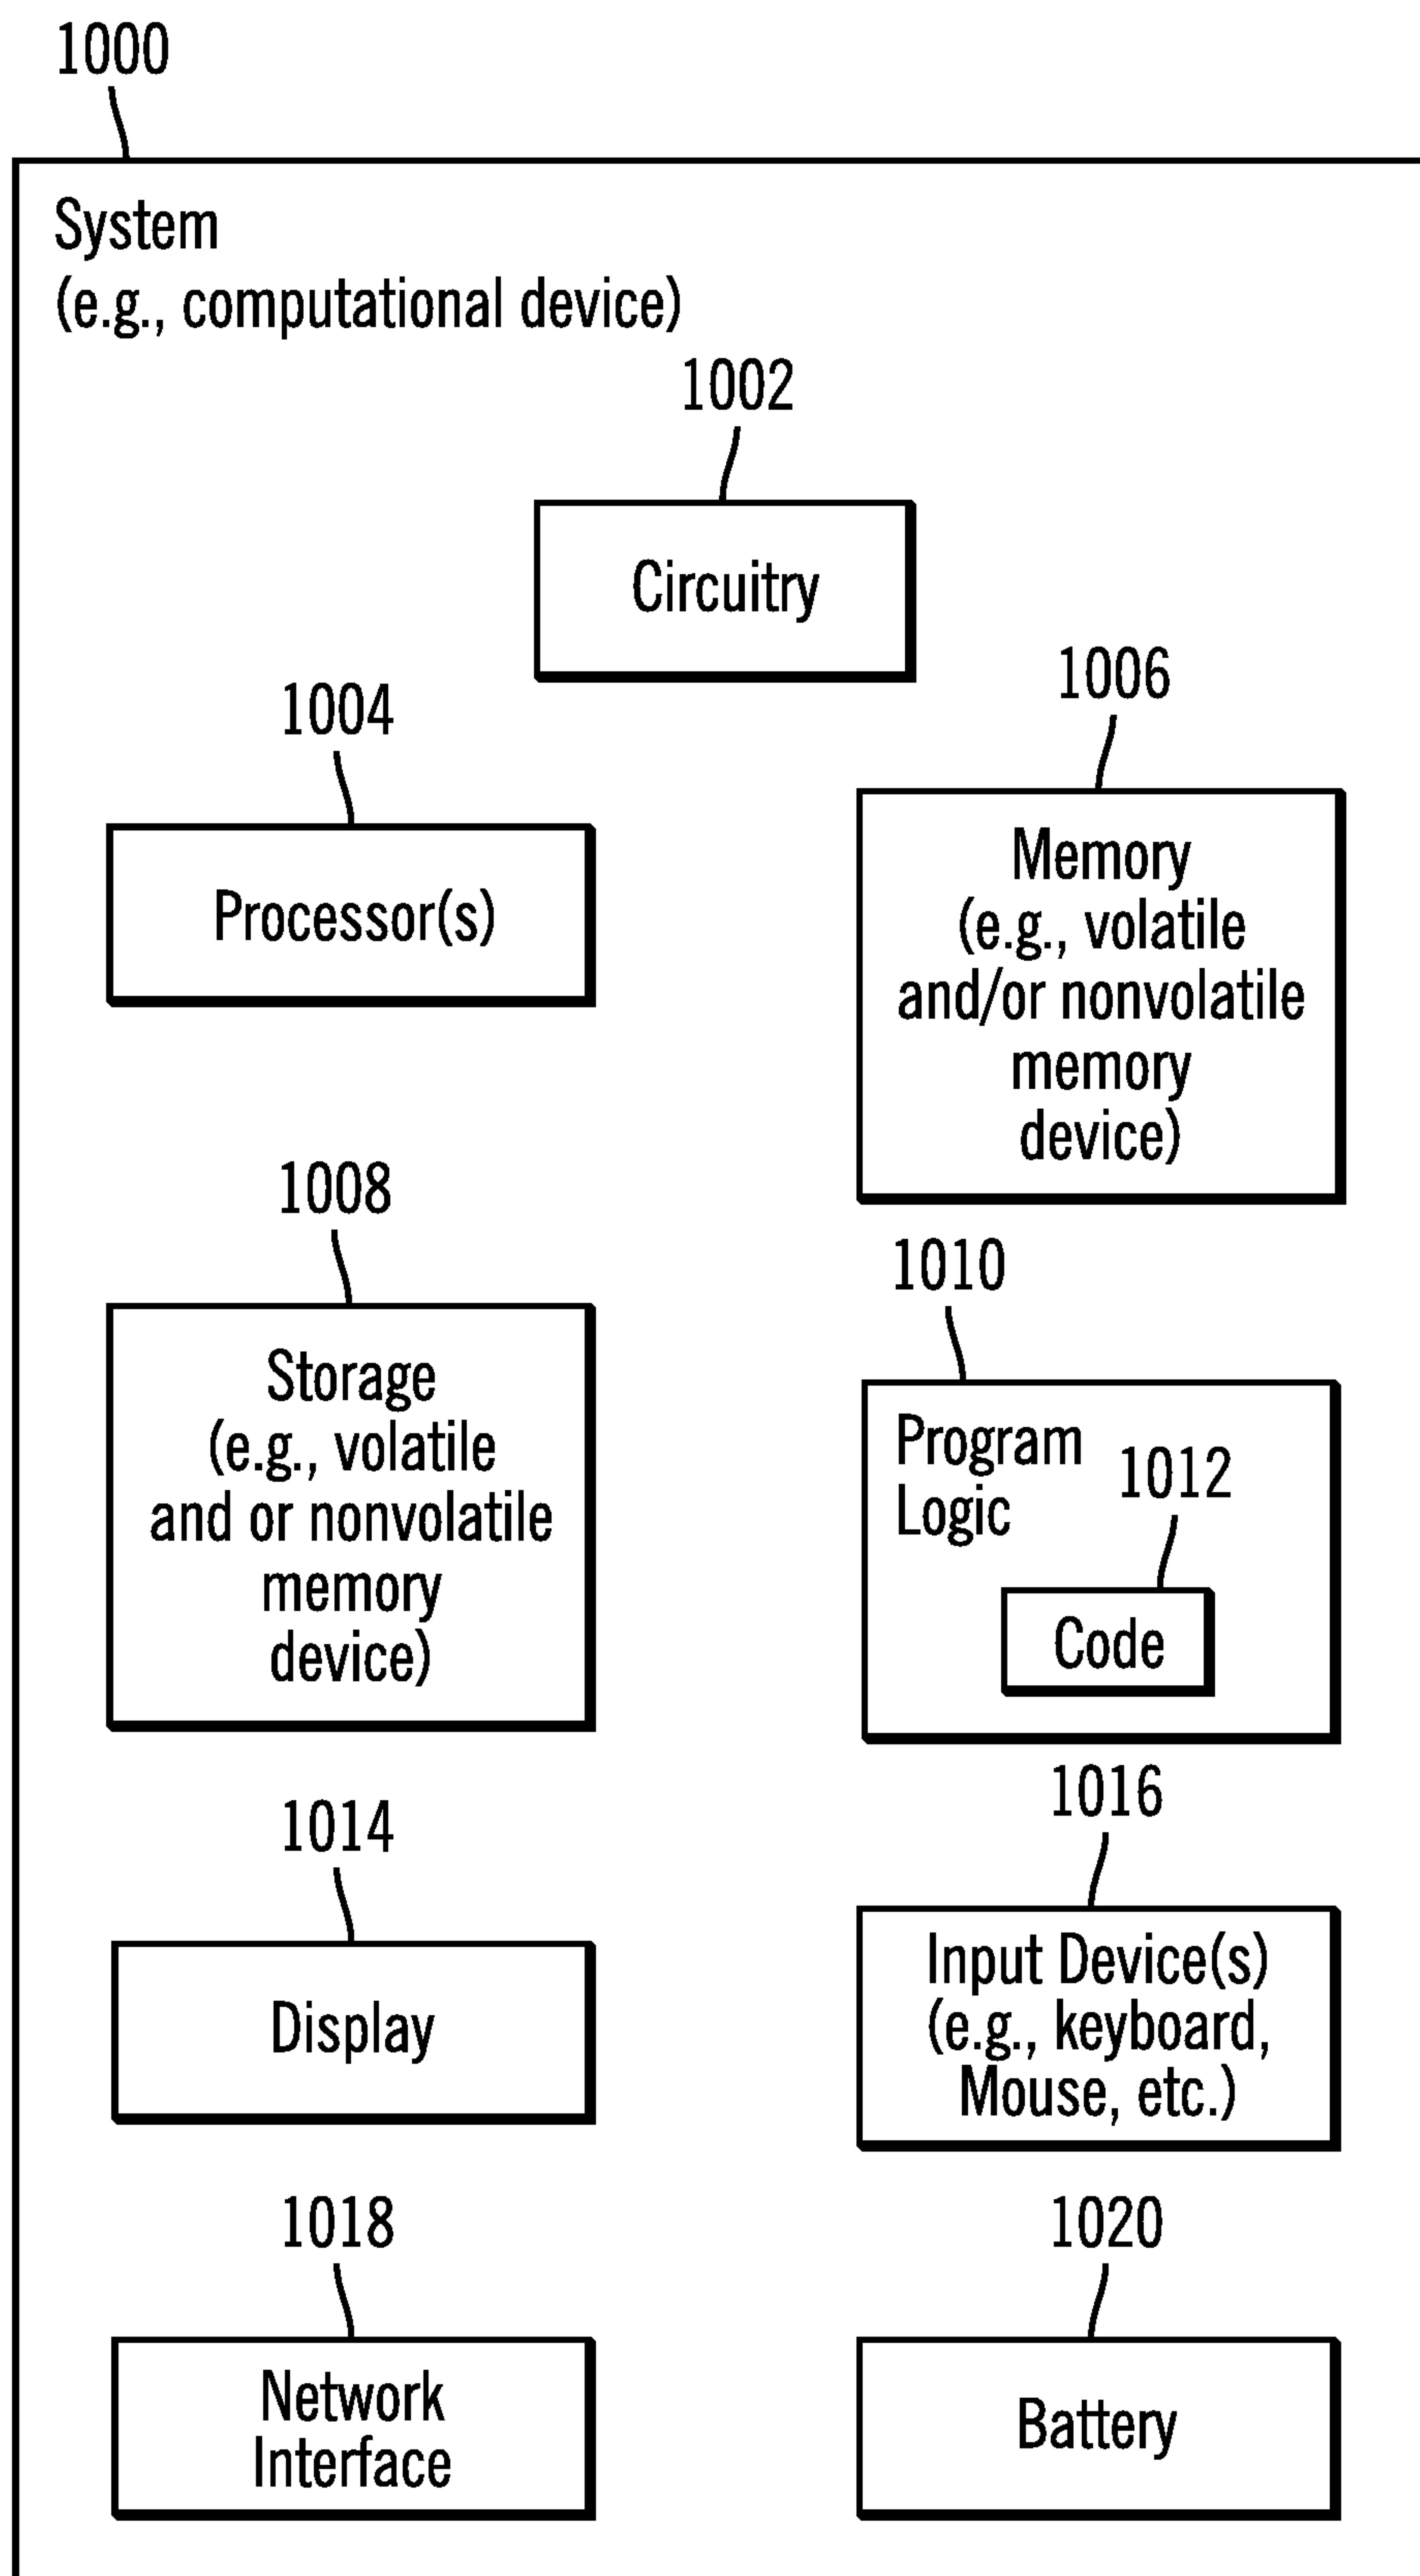 1000
System
(e.g., computational device)
1002
Circuitry
1004
Processor(s)
1006
Memory
(e.g., volatile
and/or nonvolatile
memory
device)
1008
Storage
(e.g., volatile
and or nonvolatile
memory
device)
1010
Program
Logic
1012
Code
1014
Display
1016
Input Device(s)
(e.g., keyboard,
Mouse, etc.)
1018
Network
Interface
1020
Battery